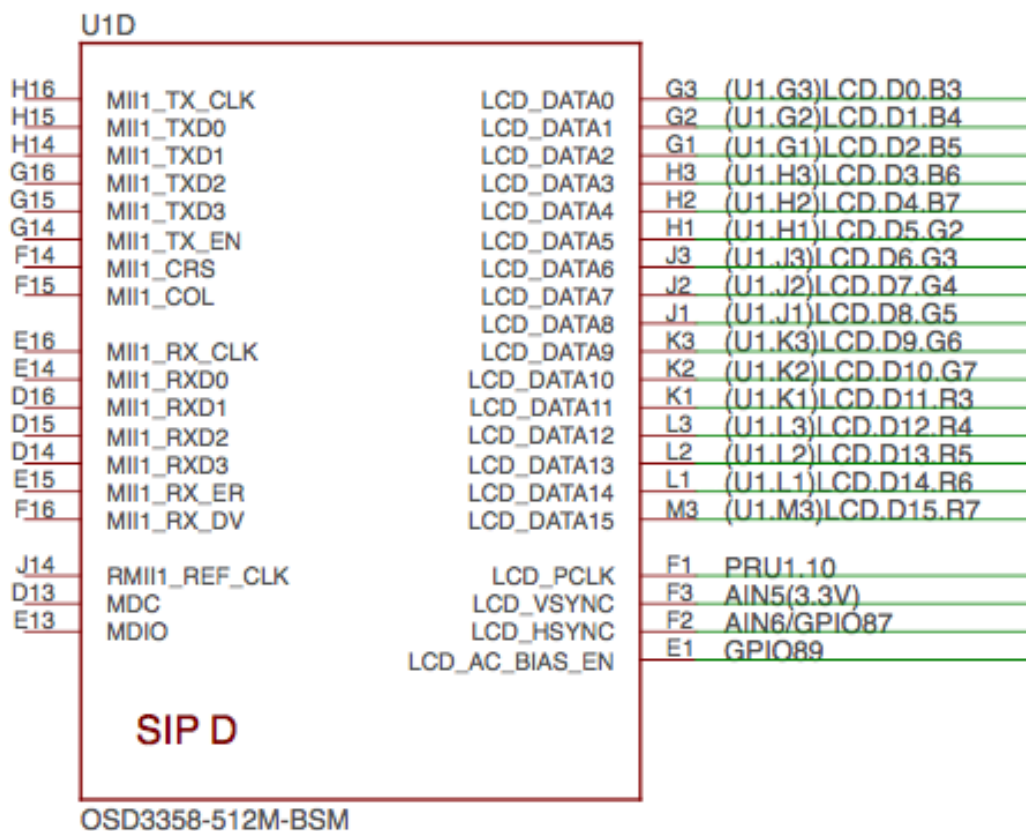 U1D
H16 MII1_TX_CLK LCD_DATA0 G3 (U1.G3)LCD.D0.B3
H15 MII1_TXD0 LCD_DATA1 G2 (U1.G2)LCD.D1.B4
H14 MII1_TXD1 LCD_DATA2 G1 (U1.G1)LCD.D2.B5
G16 MII1_TXD2 LCD_DATA3 H3 (U1.H3)LCD.D3.B6
G15 MII1_TXD3 LCD_DATA4 H2 (U1.H2)LCD.D4.B7
G14 MII1_TX_EN LCD_DATA5 H1 (U1.H1)LCD.D5.G2
F14 MII1_CRS LCD_DATA6 J3 (U1.J3)LCD.D6.G3
F15 MII1_COL LCD_DATA7 J2 (U1.J2)LCD.D7.G4
LCD_DATA8 J1 (U1.J1)LCD.D8.G5
E16 MII1_RX_CLK LCD_DATA9 K3 (U1.K3)LCD.D9.G6
E14 MII1_RXD0 LCD_DATA10 K2 (U1.K2)LCD.D10.G7
D16 MII1_RXD1 LCD_DATA11 K1 (U1.K1)LCD.D11.R3
D15 MII1_RXD2 LCD_DATA12 L3 (U1.L3)LCD.D12.R4
D14 MII1_RXD3 LCD_DATA13 L2 (U1.L2)LCD.D13.R5
E15 MII1_RX_ER LCD_DATA14 L1 (U1.L1)LCD.D14.R6
F16 MII1_RX_DV LCD_DATA15 M3 (U1.M3)LCD.D15.R7
J14 RMII1_REF_CLK LCD_PCLK F1 PRU1.10
D13 MDC LCD_VSYNC F3 AIN5(3.3V)
E13 MDIO LCD_HSYNC F2 AIN6/GPIO87
LCD_AC_BIAS_EN E1 GPIO89
SIP D
OSD3358-512M-BSM